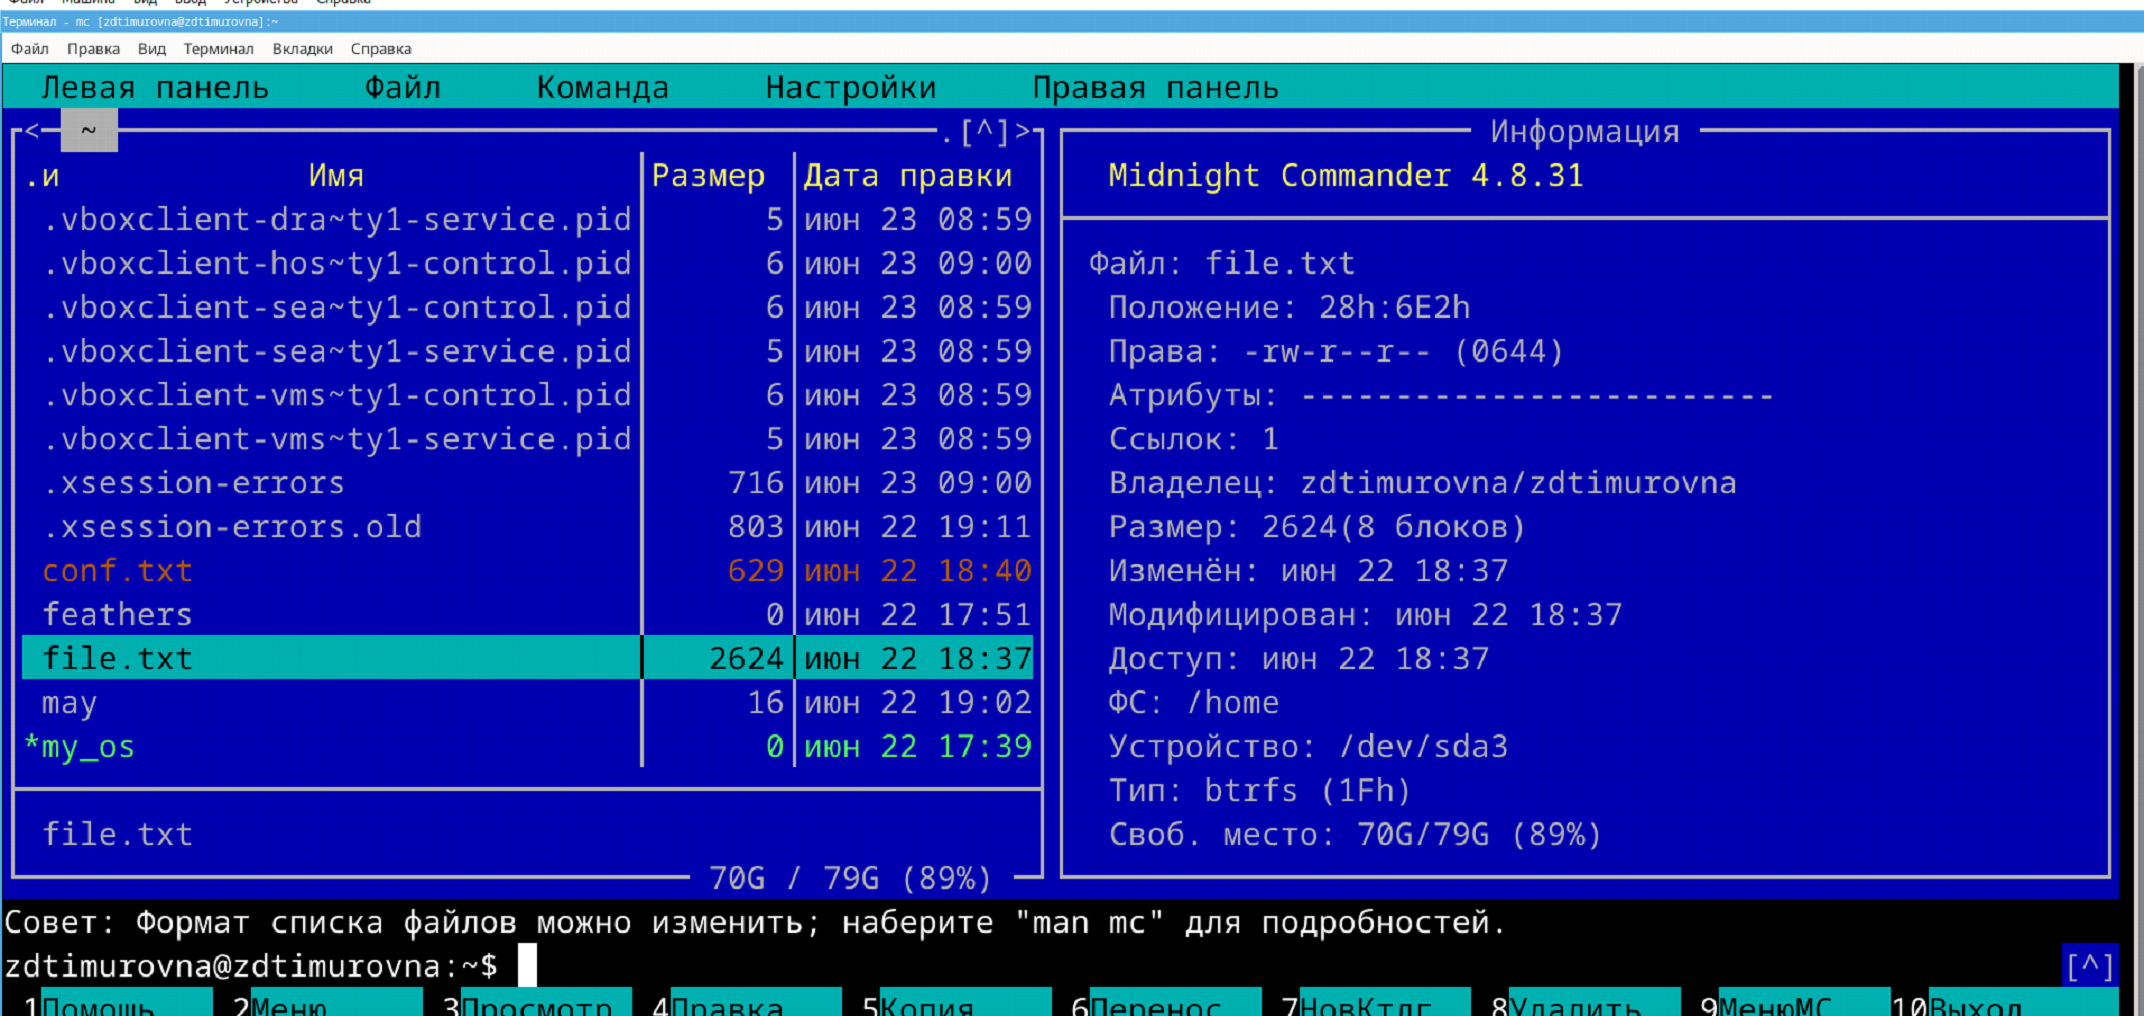 Файл Машина Вид Ввод Устройства Справка
Терминал - mc [zdtimurovna@zdtimurovna]:~
Файл Правка Вид Терминал Вкладки Справка
Левая панель Файл Команда Настройки Правая панель
<─ ~ ─.[^]>
.и Имя Размер Дата правки
.vboxclient-dra~ty1-service.pid 5 июн 23 08:59
.vboxclient-hos~ty1-control.pid 6 июн 23 09:00
.vboxclient-sea~ty1-control.pid 6 июн 23 08:59
.vboxclient-sea~ty1-service.pid 5 июн 23 08:59
.vboxclient-vms~ty1-control.pid 6 июн 23 08:59
.vboxclient-vms~ty1-service.pid 5 июн 23 08:59
.xsession-errors 716 июн 23 09:00
.xsession-errors.old 803 июн 22 19:11
conf.txt 629 июн 22 18:40
feathers 0 июн 22 17:51
file.txt 2624 июн 22 18:37
may 16 июн 22 19:02
*my_os 0 июн 22 17:39
file.txt
70G / 79G (89%)
Информация
Midnight Commander 4.8.31
Файл: file.txt
Положение: 28h:6E2h
Права: -rw-r--r-- (0644)
Атрибуты: -------------------------
Ссылок: 1
Владелец: zdtimurovna/zdtimurovna
Размер: 2624(8 блоков)
Изменён: июн 22 18:37
Модифицирован: июн 22 18:37
Доступ: июн 22 18:37
ФС: /home
Устройство: /dev/sda3
Тип: btrfs (1Fh)
Своб. место: 70G/79G (89%)
Совет: Формат списка файлов можно изменить; наберите "man mc" для подробностей.
zdtimurovna@zdtimurovna:~$ [^]
1Помощь 2Меню 3Просмотр 4Правка 5Копия 6Перенос 7НовКтлг 8Удалить 9МенюМС 10Выход